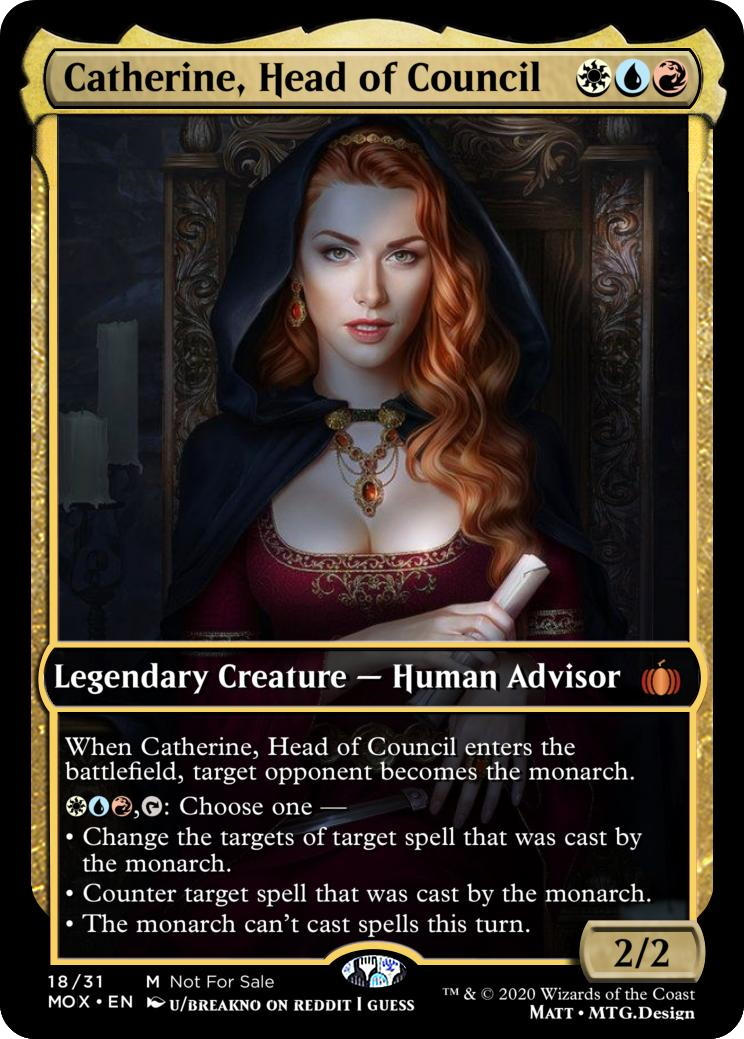 Catherine, Head of Council
Legendary Creature — Human Advisor
When Catherine, Head of Council enters the
battlefield, target opponent becomes the monarch.
,: Choose one —
• Change the targets of target spell that was cast by
the monarch.
• Counter target spell that was cast by the monarch.
• The monarch can't cast spells this turn.
2/2
18/31 M Not For Sale
MOX • EN U/BREAKNO ON REDDIT I GUESS
™ & © 2020 Wizards of the Coast
MATT • MTG.DESIGN